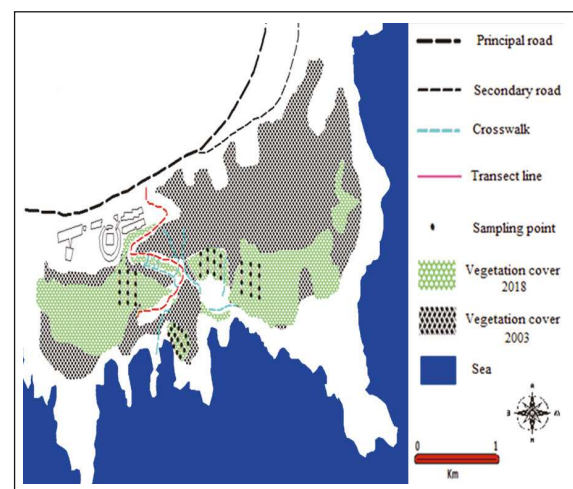 Principal road
Secondary road
Crosswalk
Transect line
Sampling point
Vegetation cover
2018
Vegetation cover
2003
Sea
0 1
Km